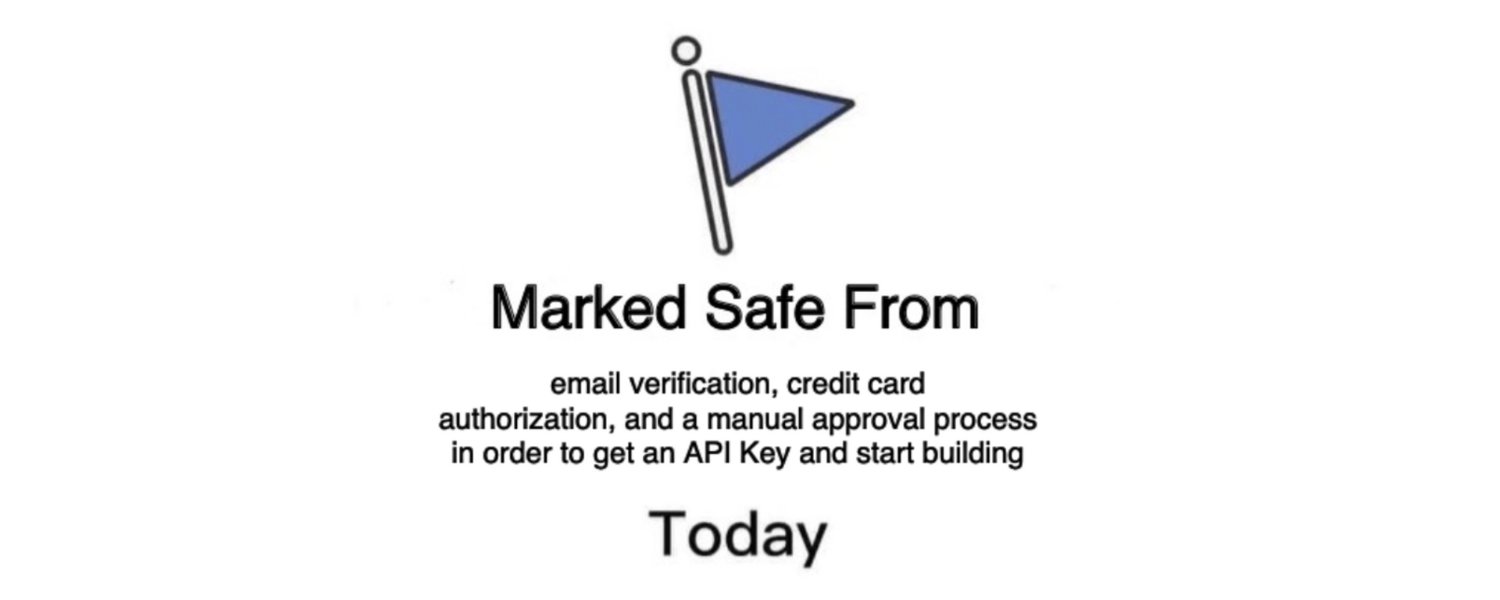 Marked Safe From
email verification, credit card
authorization, and a manual approval process
in order to get an API Key and start building
Today